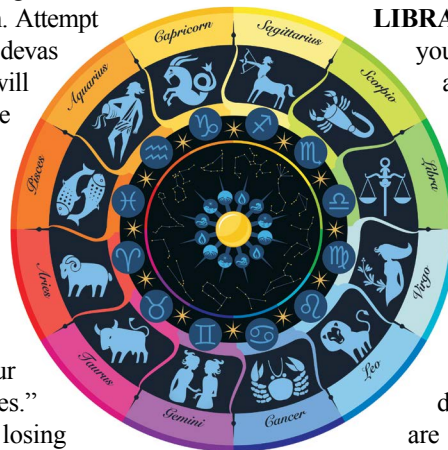 n. Attempt
devas
will
e
ur
es.”
losing
LIBRA
you
a
d
are
Capricorn
Sagittarius
Scorpio
Libra
Virgo
Leo
Cancer
Gemini
Taurus
Aries
Pisces
Aquarius